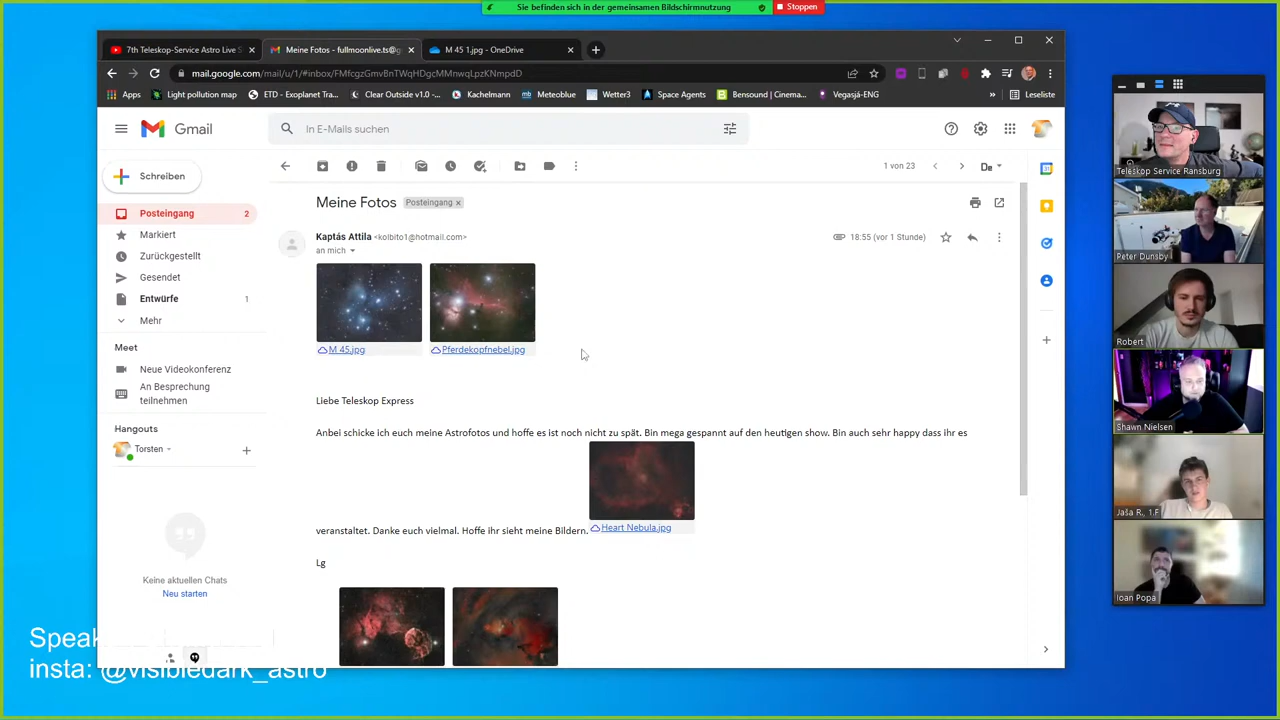 Sie befinden sich in der gemeinsamen Bildschirmnutzung
Stoppen
7th Teleskop-Service Astro Live S
Meine Fotos - fullmoonlive.ts@g
M 45 1.jpg - OneDrive
mail.google.com/mail/u/1/#inbox/FMfcgzGmvBnTWqHDgcMMnwqLpzKNmpdD
Apps
Light pollution map
ETD - Exoplanet Tra...
Clear Outside v1.0 -...
Kachelmann
Meteoblue
Wetter3
Space Agents
Bensound | Cinema...
Vegasjá-ENG
»
Leseliste
Gmail
In E-Mails suchen
Schreiben
1 von 23
De
Posteingang 2
Markiert
Zurückgestellt
Gesendet
Entwürfe 1
Mehr
Meet
Neue Videokonferenz
An Besprechung
teilnehmen
Hangouts
Torsten
Keine aktuellen Chats
Neu starten
Meine Fotos Posteingang ×
Kaptás Attila <kolbito1@hotmail.com>
18:55 (vor 1 Stunde)
an mich
M 45.jpg
Pferdekopfnebel.jpg
Liebe Teleskop Express
Anbei schicke ich euch meine Astrofotos und hoffe es ist noch nicht zu spät. Bin mega gespannt auf den heutigen show. Bin auch sehr happy dass ihr es
veranstaltet. Danke euch vielmal. Hoffe ihr sieht meine Bildern.
Heart Nebula.jpg
Lg
Teleskop Service Ransburg
Peter Dunsby
Robert
Shawn Nielsen
Jaša R., 1.F
Ioan Popa
Speak
insta: @visibledark_astro